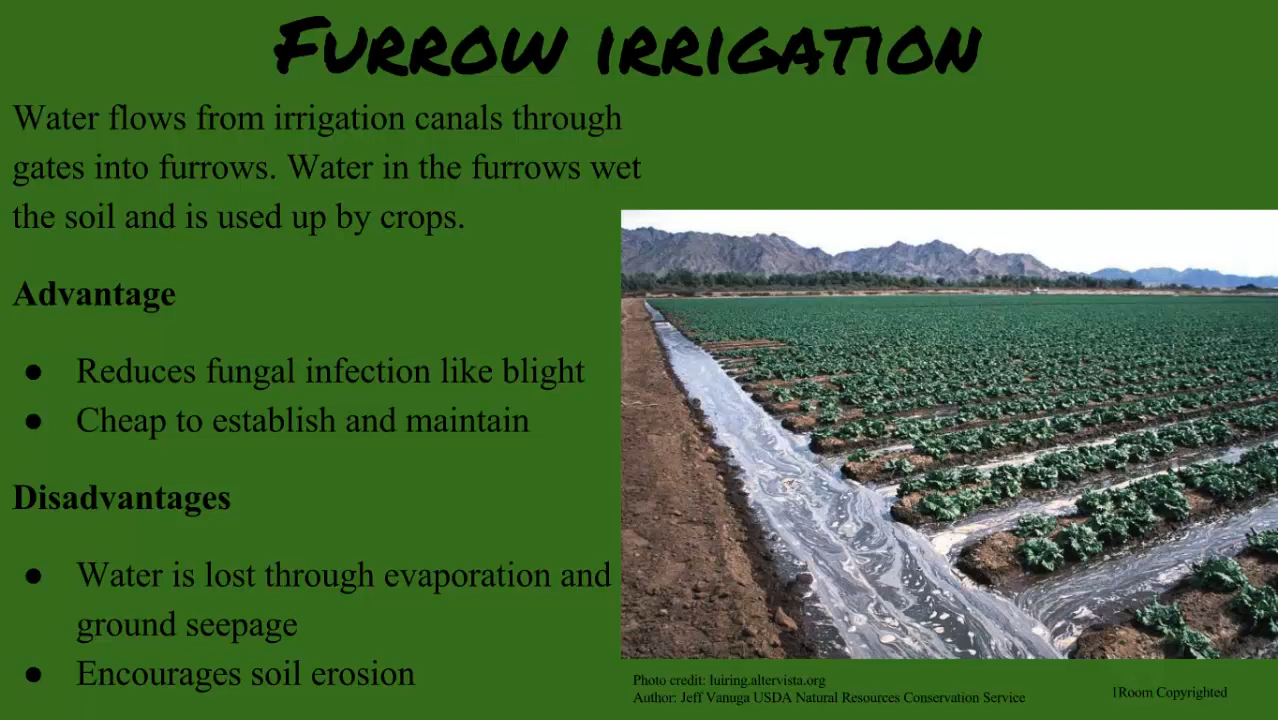 Furrow irrigation
Water flows from irrigation canals through
gates into furrows. Water in the furrows wet
the soil and is used up by crops.
Advantage
● Reduces fungal infection like blight
● Cheap to establish and maintain
Disadvantages
● Water is lost through evaporation and
ground seepage
● Encourages soil erosion
Photo credit: luiring.altervista.org
Author: Jeff Vanuga USDA Natural Resources Conservation Service
1Room Copyrighted